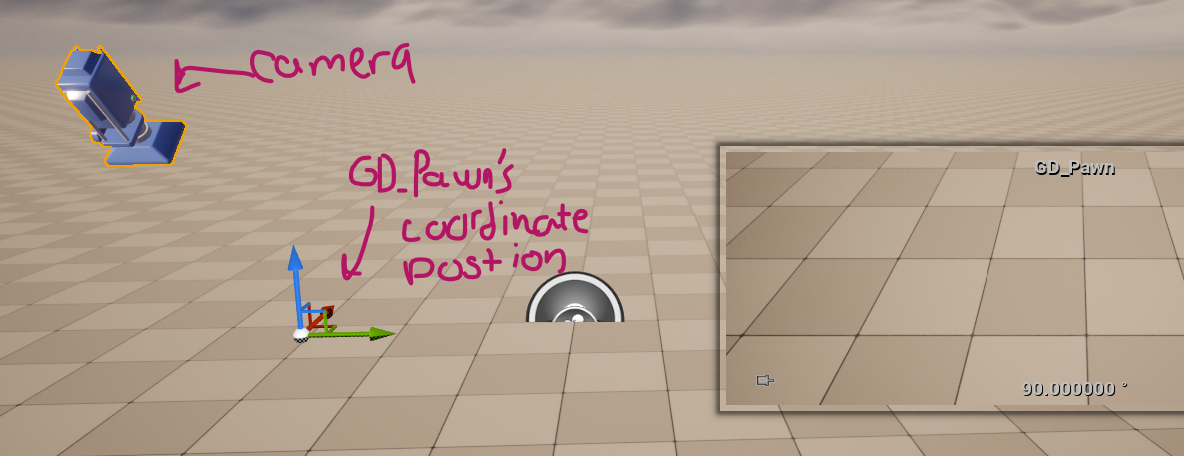 camera
GD_Pawn's
coordinate
postion
GD_Pawn
90.000000 °